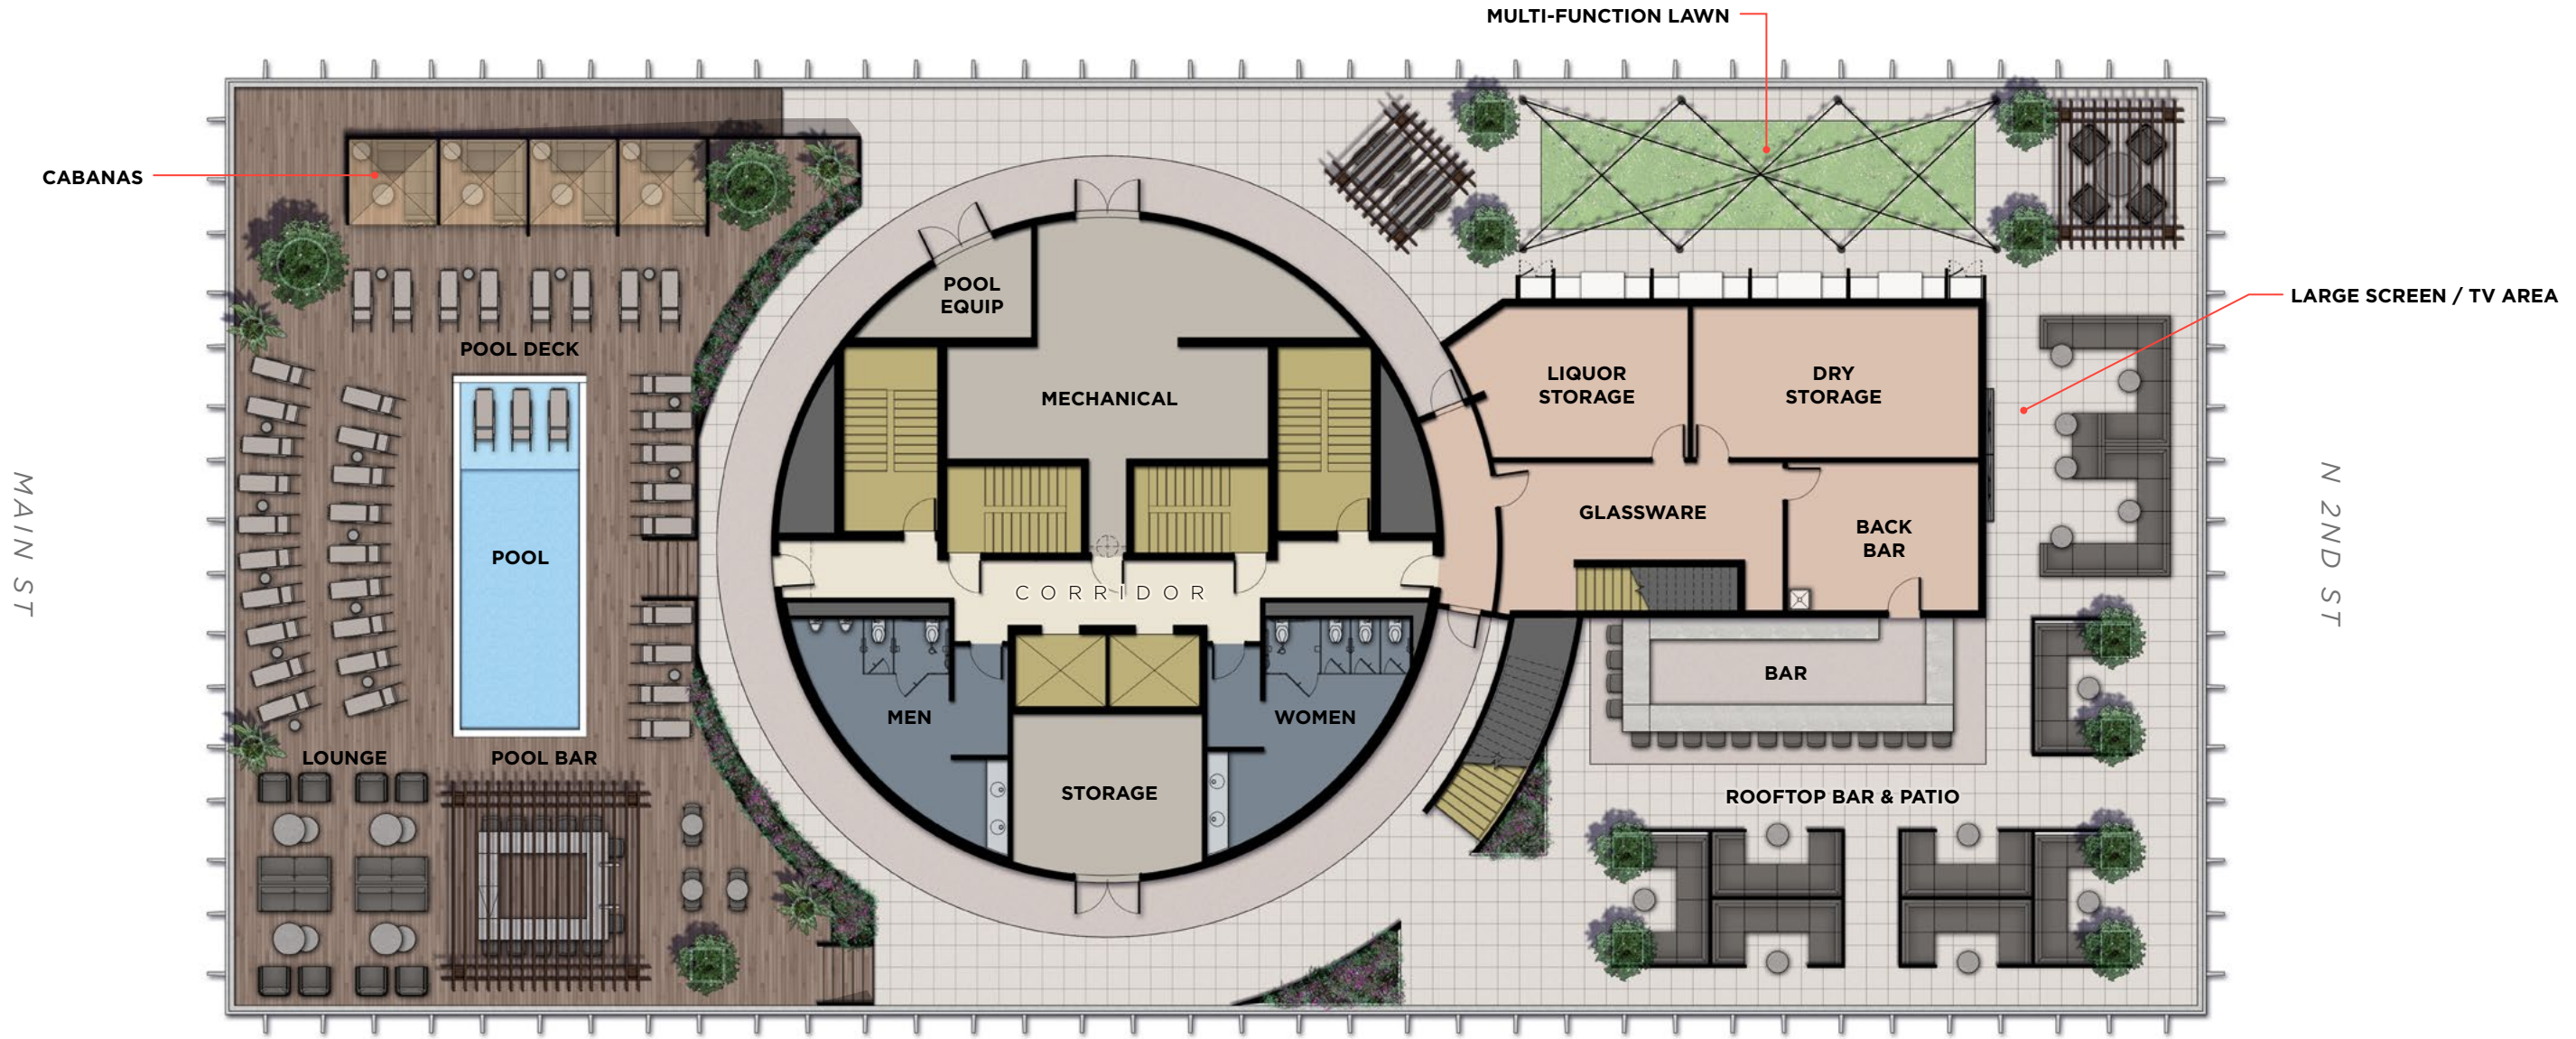 MULTI-FUNCTION LAWN
CABANAS
POOL
EQUIP
LARGE SCREEN / TV AREA
POOL DECK
MECHANICAL
LIQUOR
STORAGE
DRY
STORAGE
MAIN ST
N 2ND ST
GLASSWARE
BACK
BAR
POOL
CORRIDOR
BAR
MEN
WOMEN
LOUNGE
POOL BAR
STORAGE
ROOFTOP BAR & PATIO